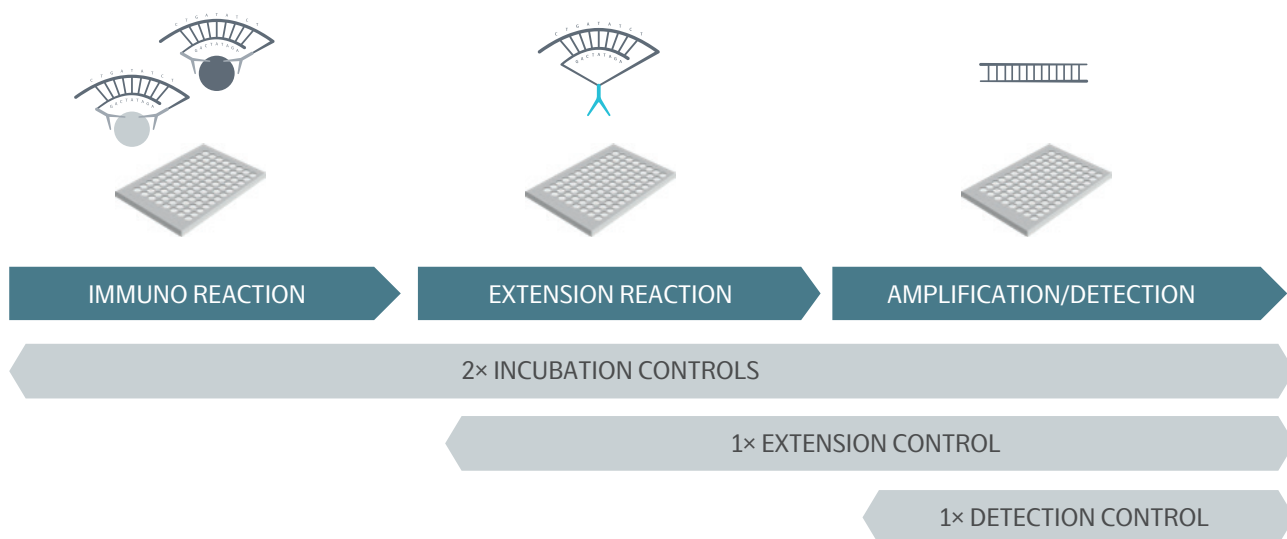 C T G A T A T C T
G A C T A T A G A
C T G A T A T C T
G A C T A T A G A
C T G A T A T C T
G A C T A T A G A
IMMUNO REACTION
EXTENSION REACTION
AMPLIFICATION/DETECTION
2× INCUBATION CONTROLS
1× EXTENSION CONTROL
1× DETECTION CONTROL